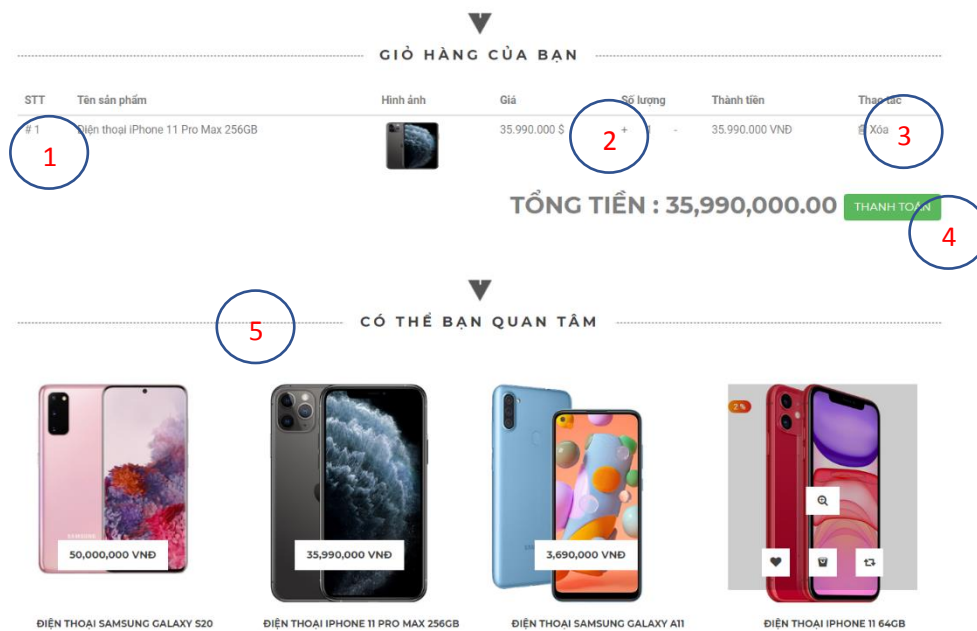 GIỎ HÀNG CỦA BẠN
STT Tên sản phẩm Hình ảnh Giá Số lượng Thành tiền Thao tác
# 1 Điện thoại iPhone 11 Pro Max 256GB 35.990.000 $ + - 35.990.000 VNĐ Xóa
1 2 3
TỔNG TIỀN : 35,990,000.00 THANH TOÁN
4
5
CÓ THỂ BẠN QUAN TÂM
2 %
SAMSUNG
50,000,000 VNĐ 35,990,000 VNĐ 3,690,000 VNĐ
ĐIỆN THOẠI SAMSUNG GALAXY S20 ĐIỆN THOẠI IPHONE 11 PRO MAX 256GB ĐIỆN THOẠI SAMSUNG GALAXY A11 ĐIỆN THOẠI IPHONE 11 64GB